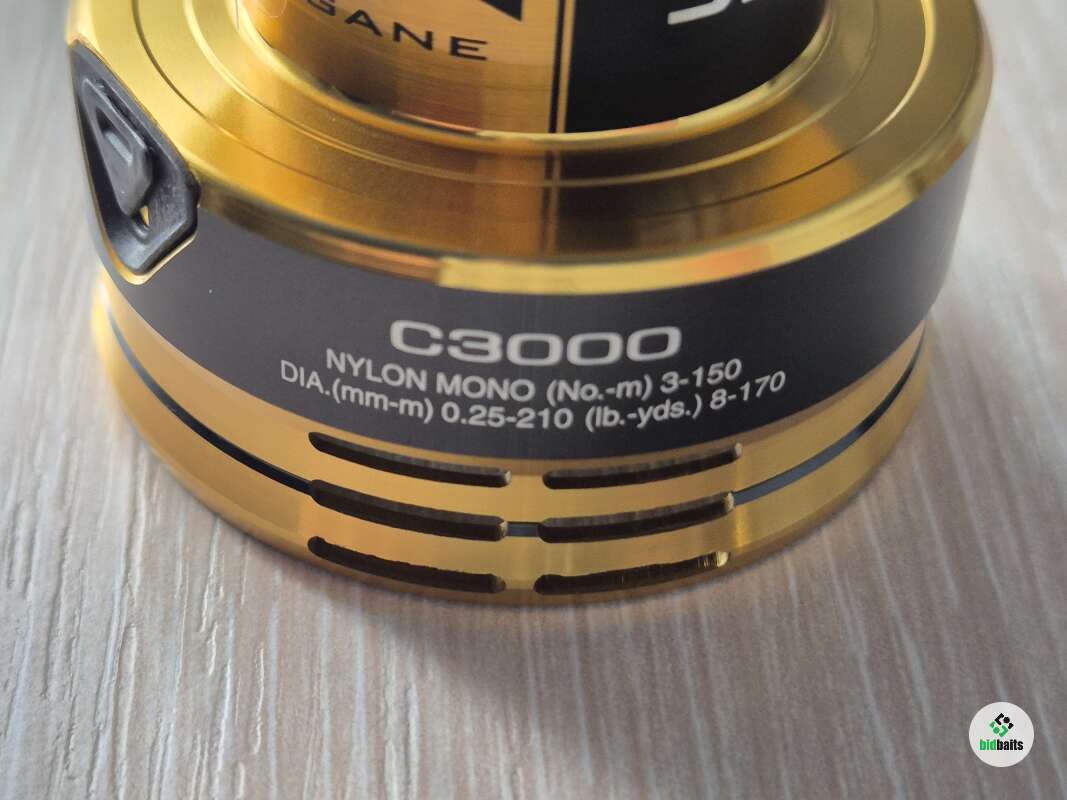 GANE
C3000
NYLON MONO (No.-m) 3-150
DIA.(mm-m) 0.25-210 (lb.-yds.) 8-170
bidbaits